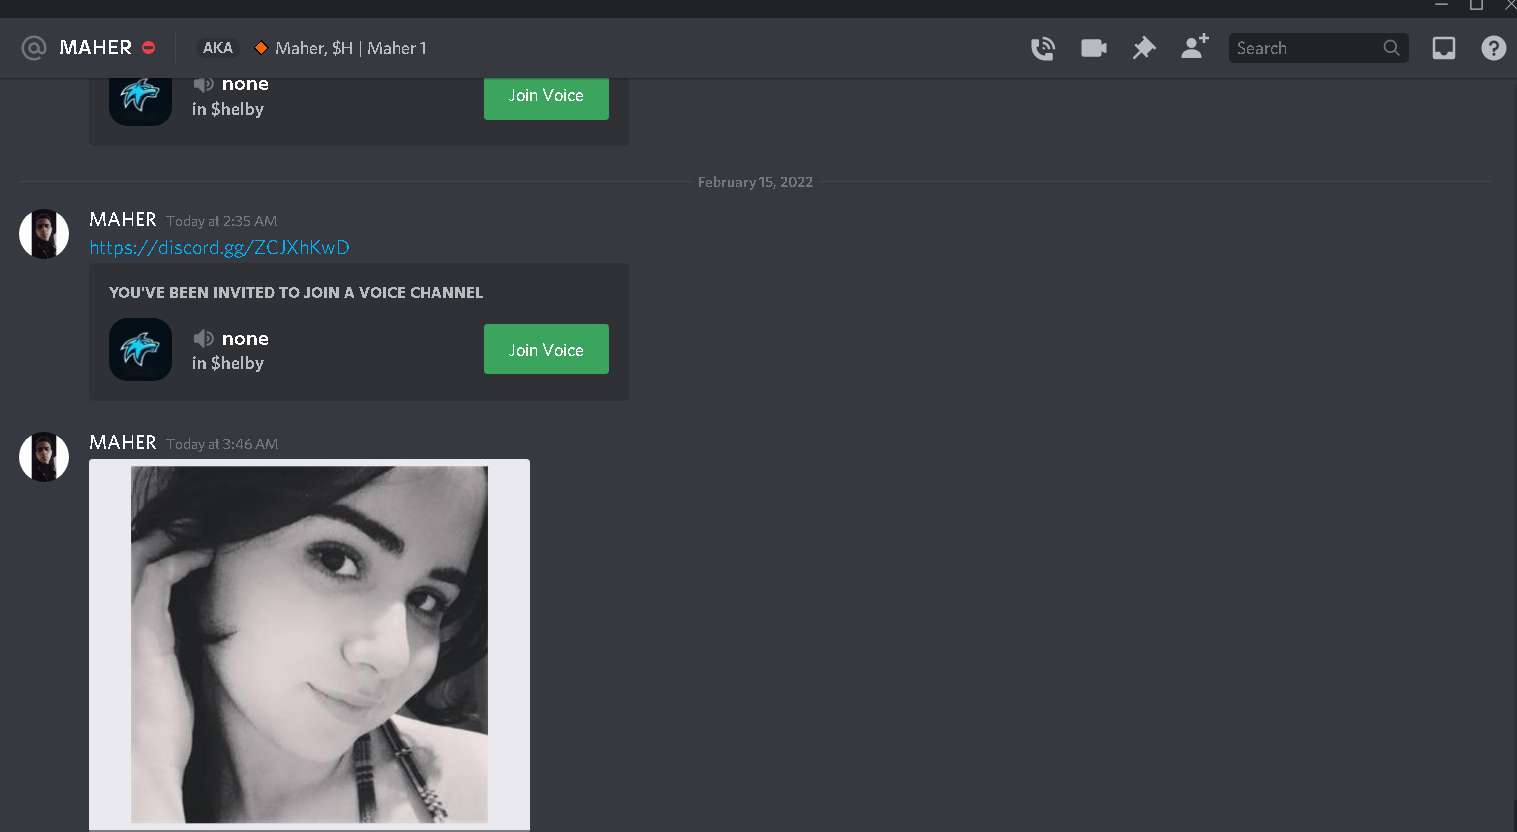 MAHER
AKA
Maher, $H | Maher 1
Search
none
in $helby
Join Voice
February 15, 2022
MAHER Today at 2:35 AM
https://discord.gg/ZCJXhKwD
YOU'VE BEEN INVITED TO JOIN A VOICE CHANNEL
none
in $helby
Join Voice
MAHER Today at 3:46 AM